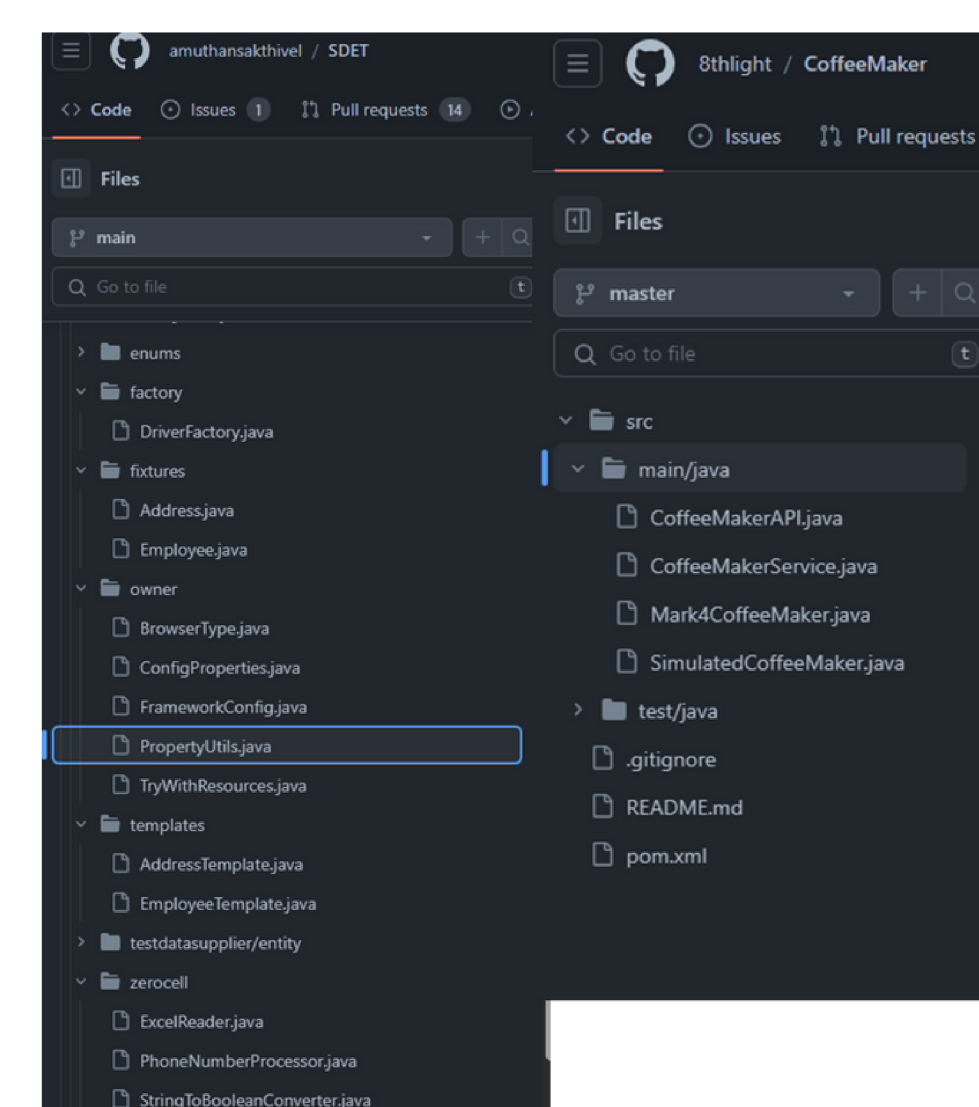 amuthansakthivel / SDET
Code Issues 1 Pull requests 14
Files
main
Go to file t
enums
factory
DriverFactory.java
fixtures
Address.java
Employee.java
owner
BrowserType.java
ConfigProperties.java
FrameworkConfig.java
PropertyUtils.java
TryWithResources.java
templates
AddressTemplate.java
EmployeeTemplate.java
testdatasupplier/entity
zerocell
ExcelReader.java
PhoneNumberProcessor.java
StringToBooleanConverter.java
8thlight / CoffeeMaker
Code Issues Pull requests
Files
master
Go to file t
src
main/java
CoffeeMakerAPI.java
CoffeeMakerService.java
Mark4CoffeeMaker.java
SimulatedCoffeeMaker.java
test/java
.gitignore
README.md
pom.xml